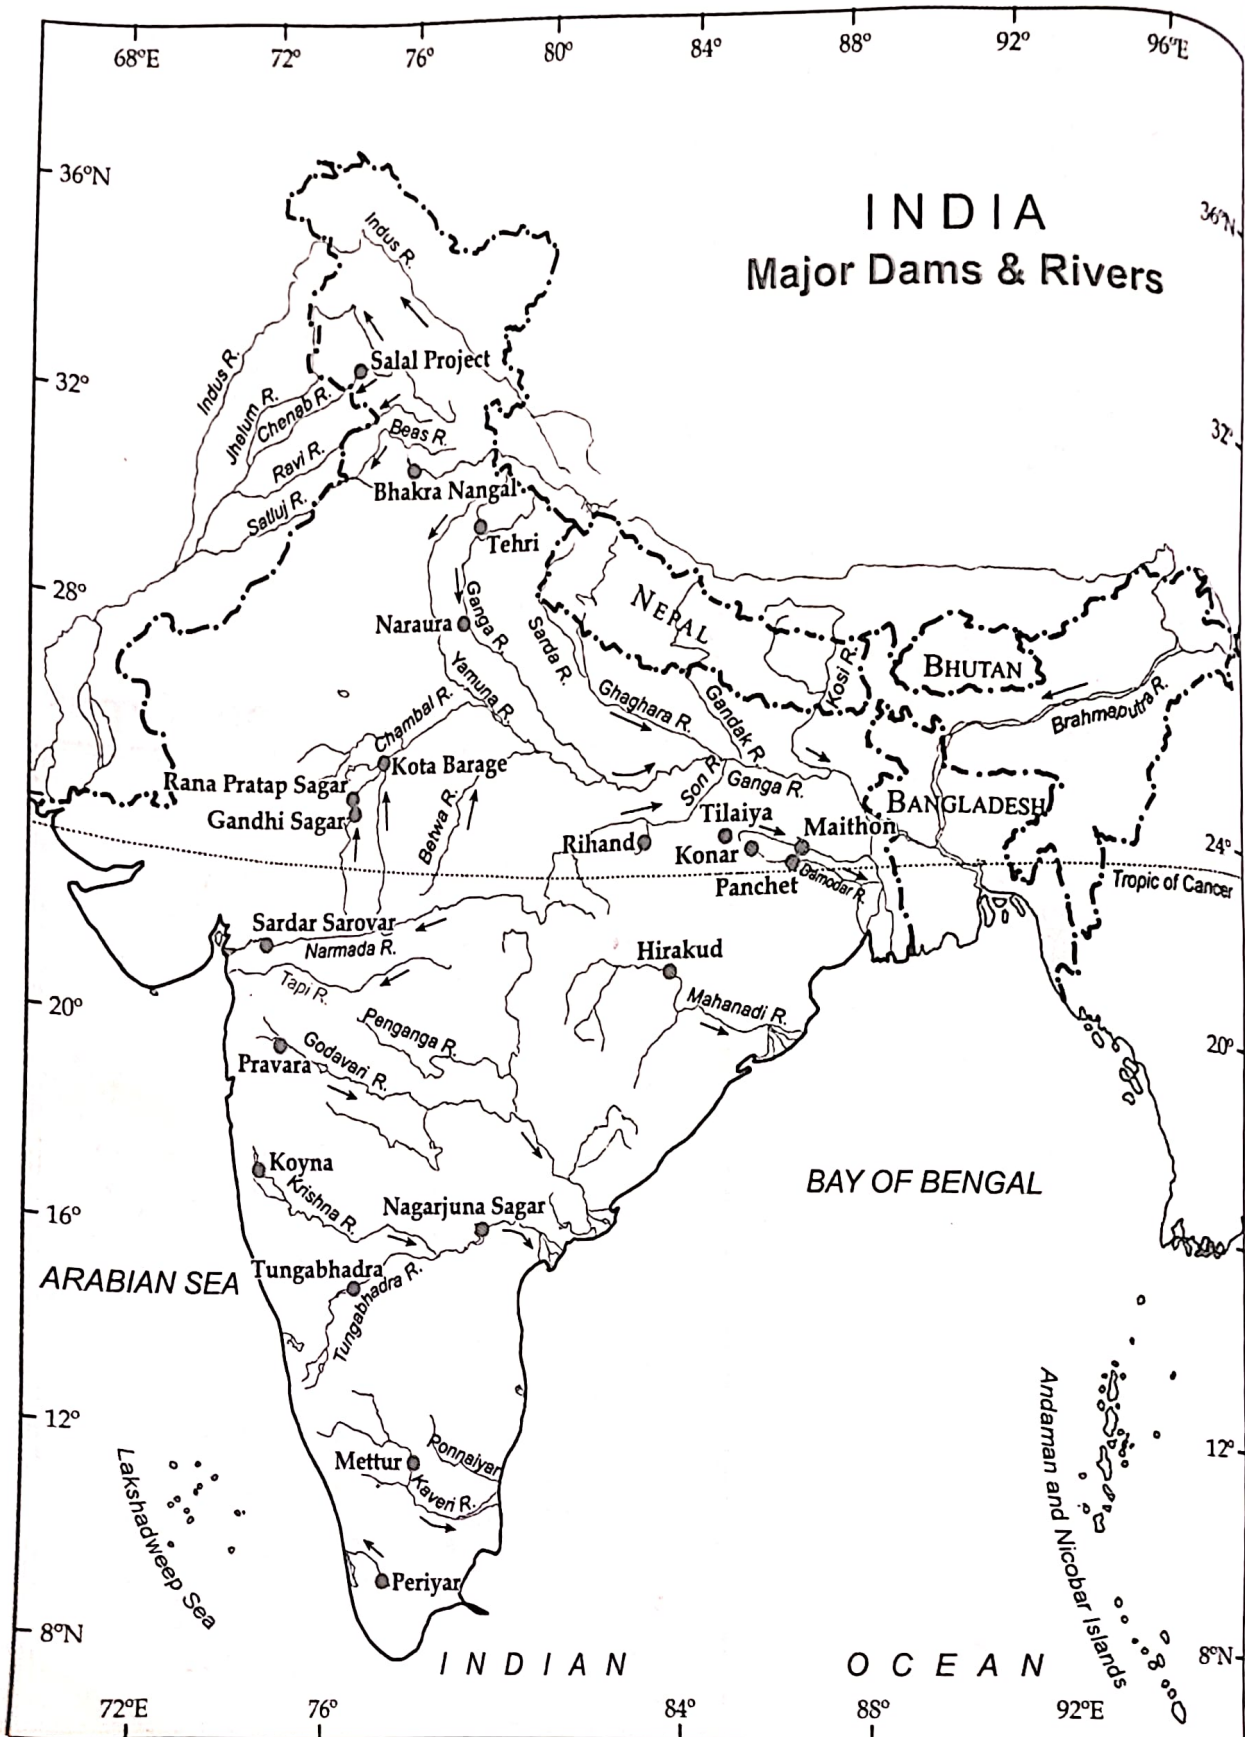 68°E 72° 76° 80° 84° 88° 92° 96°E
36°N
INDIA
36°N
Major Dams & Rivers
Indus R.
Indus R.
Salal Project
32°
Jhelum R.
Chenab R.
Beas R.
32°
Ravi R.
Bhakra Nangal
Satluj R.
Tehri
28°
Ganga R.
NEPAL
Naraura
Sarda R.
Yamuna R.
BHUTAN
Kosi R.
Ghaghara R.
Gandak R.
Brahmaputra R.
Chambal R.
Kota Barage
Rana Pratap Sagar
Son R.
Ganga R.
BANGLADESH
Gandhi Sagar
Betwa R.
Tilaiya
Maithon
Rihand
Konar
24°
Panchet
Damodar R.
Tropic of Cancer
Sardar Sarovar
Narmada R.
Hirakud
Tapi R.
20°
Mahanadi R.
Penganga R.
Godavari R.
20°
Pravara
Koyna
BAY OF BENGAL
Krishna R.
Nagarjuna Sagar
16°
Tungabhadra
ARABIAN SEA
Tungabhadra R.
12°
Ponnaiyar
12°
Mettur
Kaveri R.
Lakshadweep Sea
Andaman and Nicobar Islands
Periyar
8°N
INDIAN OCEAN
8°N
72°E 76° 84° 88° 92°E